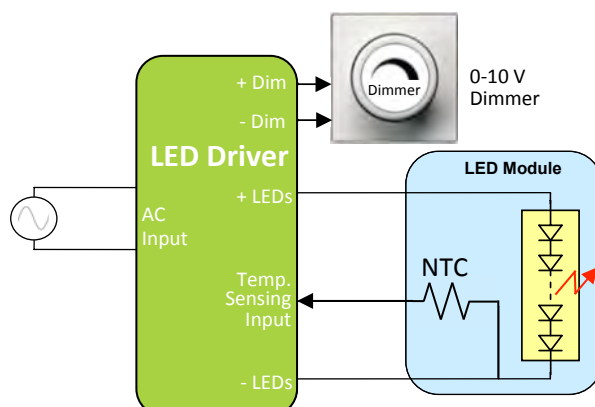 + Dim
- Dim
Dimmer
0-10 V
Dimmer
LED Driver
LED Module
+ LEDs
AC
Input
Temp.
Sensing
Input
NTC
- LEDs